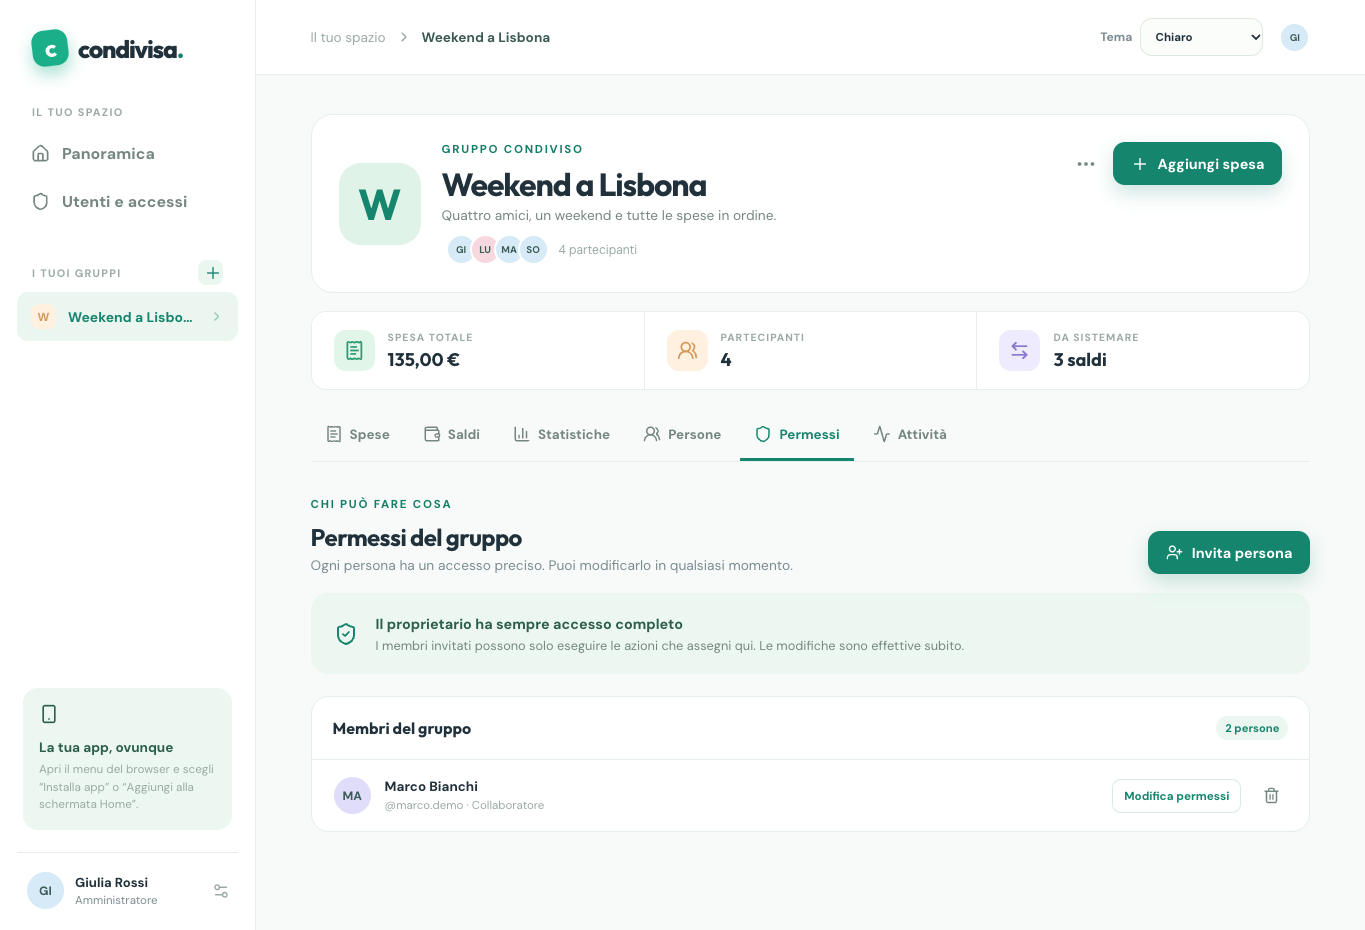 c condivisa.
IL TUO SPAZIO
Panoramica
Utenti e accessi
I TUOI GRUPPI
W Weekend a Lisbo...
La tua app, ovunque
Apri il menu del browser e scegli
“Installa app” o “Aggiungi alla
schermata Home”.
GI Giulia Rossi
Amministratore
Il tuo spazio Weekend a Lisbona
Tema Chiaro GI
W
GRUPPO CONDIVISO
Weekend a Lisbona
Quattro amici, un weekend e tutte le spese in ordine.
GI LU MA SO 4 partecipanti
Aggiungi spesa
SPESA TOTALE
135,00 €
PARTECIPANTI
4
DA SISTEMARE
3 saldi
Spese Saldi Statistiche Persone Permessi Attività
CHI PUÒ FARE COSA
Permessi del gruppo
Ogni persona ha un accesso preciso. Puoi modificarlo in qualsiasi momento.
Invita persona
Il proprietario ha sempre accesso completo
I membri invitati possono solo eseguire le azioni che assegni qui. Le modifiche sono effettive subito.
Membri del gruppo 2 persone
MA Marco Bianchi
@marco.demo · Collaboratore
Modifica permessi